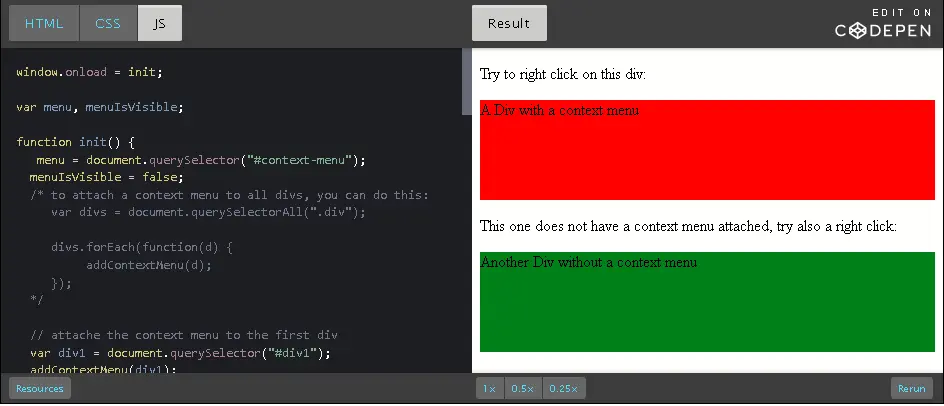 HTML CSS JS
Result
EDIT ON
CODEPEN
window.onload = init;
var menu, menuIsVisible;
function init() {
menu = document.querySelector("#context-menu");
menuIsVisible = false;
/* to attach a context menu to all divs, you can do this:
var divs = document.querySelectorAll(".div");
divs.forEach(function(d) {
addContextMenu(d);
});
*/
// attache the context menu to the first div
var div1 = document.querySelector("#div1");
addContextMenu(div1);
Try to right click on this div:
A Div with a context menu
This one does not have a context menu attached, try also a right click:
Another Div without a context menu
Resources
1x 0.5x 0.25x
Rerun